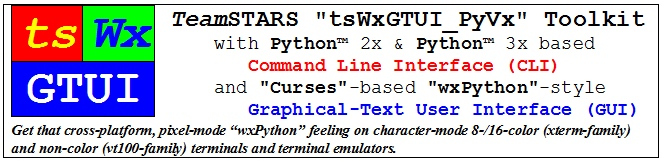 ts Wx
GTUI
TeamSTARS "tsWxGTUI_PyVx" Toolkit
with Python™ 2x & Python™ 3x based
Command Line Interface (CLI)
and "Curses"-based "wxPython"-style
Graphical-Text User Interface (GUI)
Get that cross-platform, pixel-mode “wxPython” feeling on character-mode 8-/16-color (xterm-family)
and non-color (vt100-family) terminals and terminal emulators.